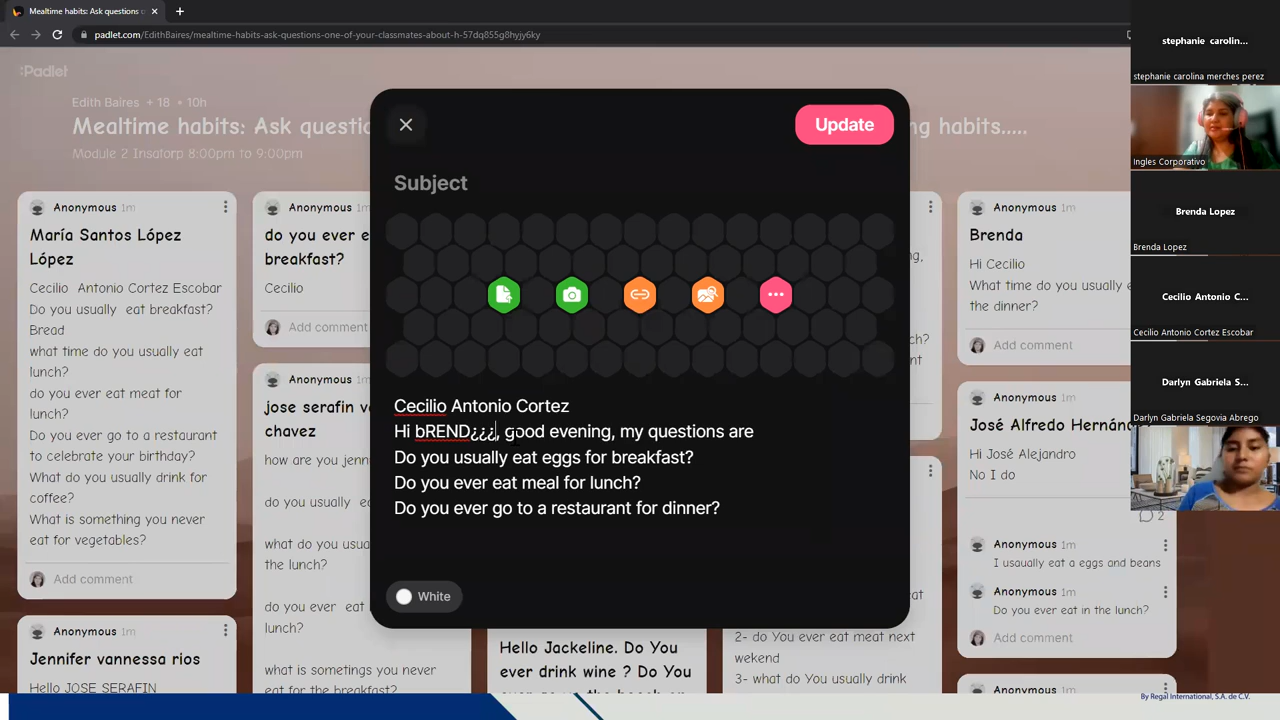 Mealtime habits: Ask questions o
padlet.com/EdithBaires/mealtime-habits-ask-questions-one-of-your-classmates-about-h-57dq855g8hyjy6ky
:Padlet
Edith Baires + 18 • 10h
Mealtime habits: Ask questi
ng habits.....
Module 2 Insatorp 8:00pm to 9:00pm
Anonymous 1m
María Santos López
López
Cecilio Antonio Cortez Escobar
Do you usually eat breakfast?
Bread
what time do you usually eat
lunch?
do you ever eat meat for
lunch?
Do you ever go to a restaurant
to celebrate your birthday?
What do you usually drink for
coffee?
What is something you never
eat for vegetables?
Add comment
Anonymous 1m
Jennifer vannessa rios
Hello JOSE SERAFIN
Anonymous 1m
do you ever e
breakfast?
Cecilio
Add comment
Anonymous
jose serafin v
chavez
how are you jenn
do you usually
what do you usua
the lunch?
do you ever eat
lunch?
what is sometings you never
eat for the breakfast?
Update
Subject
Cecilio Antonio Cortez
Hi bREND¿¿¿, good evening, my questions are
Do you usually eat eggs for breakfast?
Do you ever eat meal for lunch?
Do you ever go to a restaurant for dinner?
White
Hello Jackeline. Do You
ever drink wine ? Do You
2- do You ever eat meat next
wekend
3- what do You usually drink
Anonymous 1m
Brenda
Hi Cecilio
What time do you usually e
the dinner?
Add comment
Anonymous 1m
José Alfredo Hernánd
Hi José Alejandro
No I do
2
Anonymous 1m
I usaually eat a eggs and beans
Anonymous 1m
Do you ever eat in the lunch?
Add comment
Anonymous 1m
stephanie carolin...
stephanie carolina merches perez
Ingles Corporativo
Brenda Lopez
Brenda Lopez
Cecilio Antonio C...
Cecilio Antonio Cortez Escobar
Darlyn Gabriela S...
Darlyn Gabriela Segovia Abrego
By Regal International, S.A. de C.V.